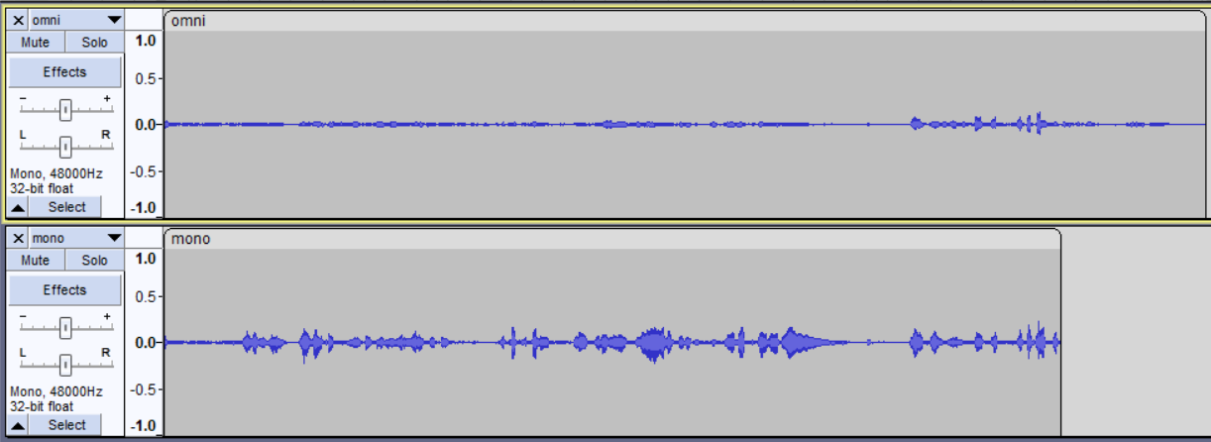 omni omni
Mute Solo
Effects
- +
L R
Mono, 48000Hz
32-bit float
Select
1.0
0.5-
0.0-
-0.5-
-1.0
mono mono
Mute Solo
Effects
- +
L R
Mono, 48000Hz
32-bit float
Select
1.0
0.5-
0.0-
-0.5-
-1.0